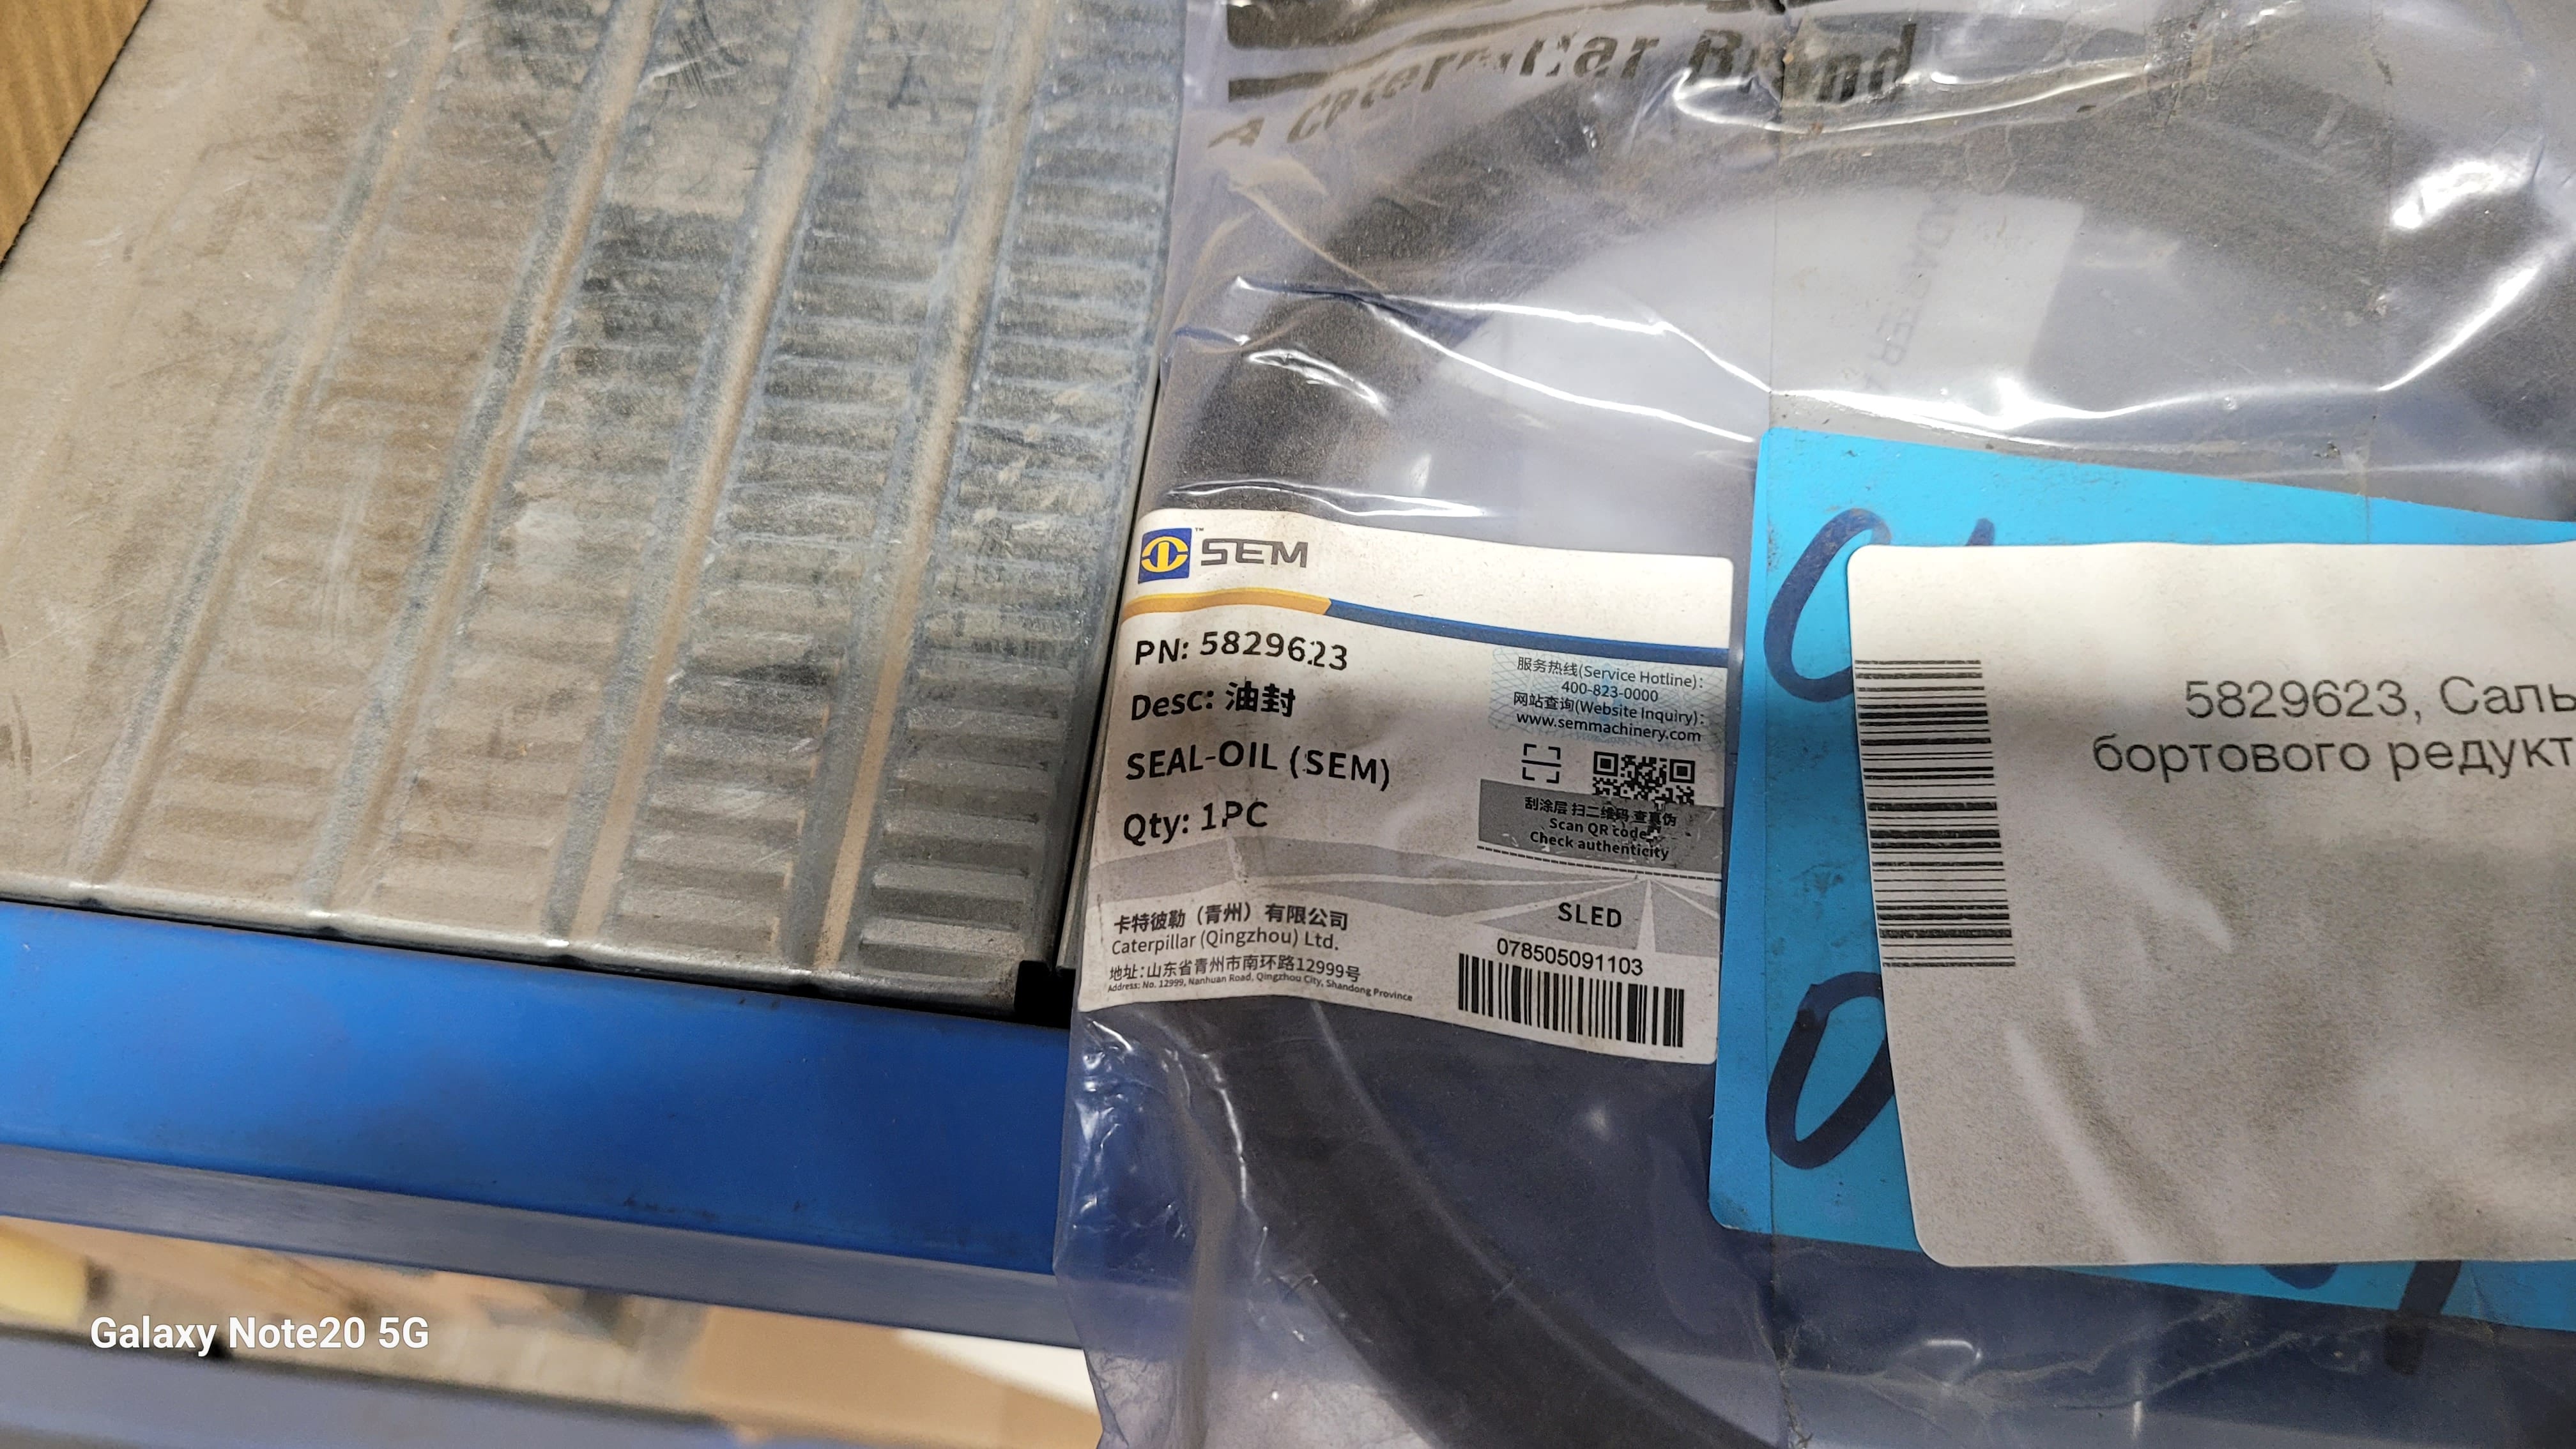 A Caterpillar Brand
SEM
PN: 5829623
Desc: 油封
SEAL-OIL (SEM)
Qty: 1PC
服务热线(Service Hotline):
400-823-0000
网站查询(Website Inquiry):
www.semmachinery.com
刮涂层 扫二维码 查真伪
Scan QR code
Check authenticity
卡特彼勒（青州）有限公司
Caterpillar (Qingzhou) Ltd.
地址:山东省青州市南环路12999号
Address: No. 12999, Nanhuan Road, Qingzhou City, Shandong Province
SLED
078505091103
5829623, Саль
бортового редукт
Galaxy Note20 5G